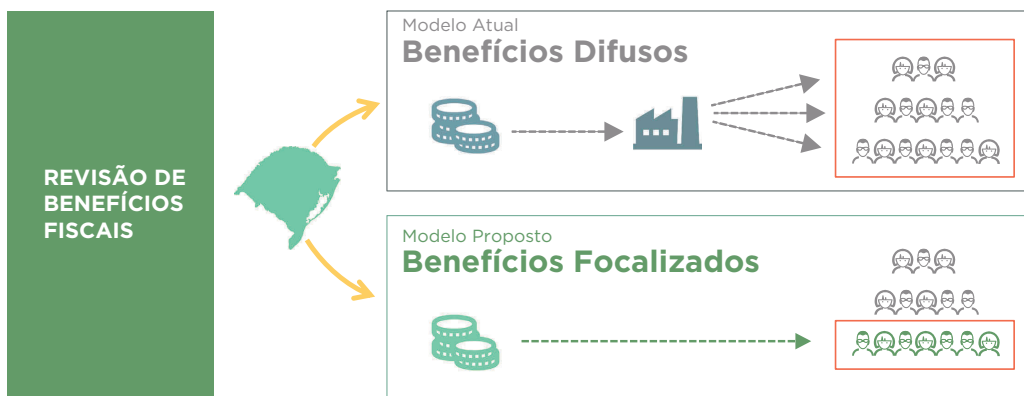 REVISÃO DE
BENEFÍCIOS
FISCAIS
Modelo Atual
Benefícios Difusos
Modelo Proposto
Benefícios Focalizados